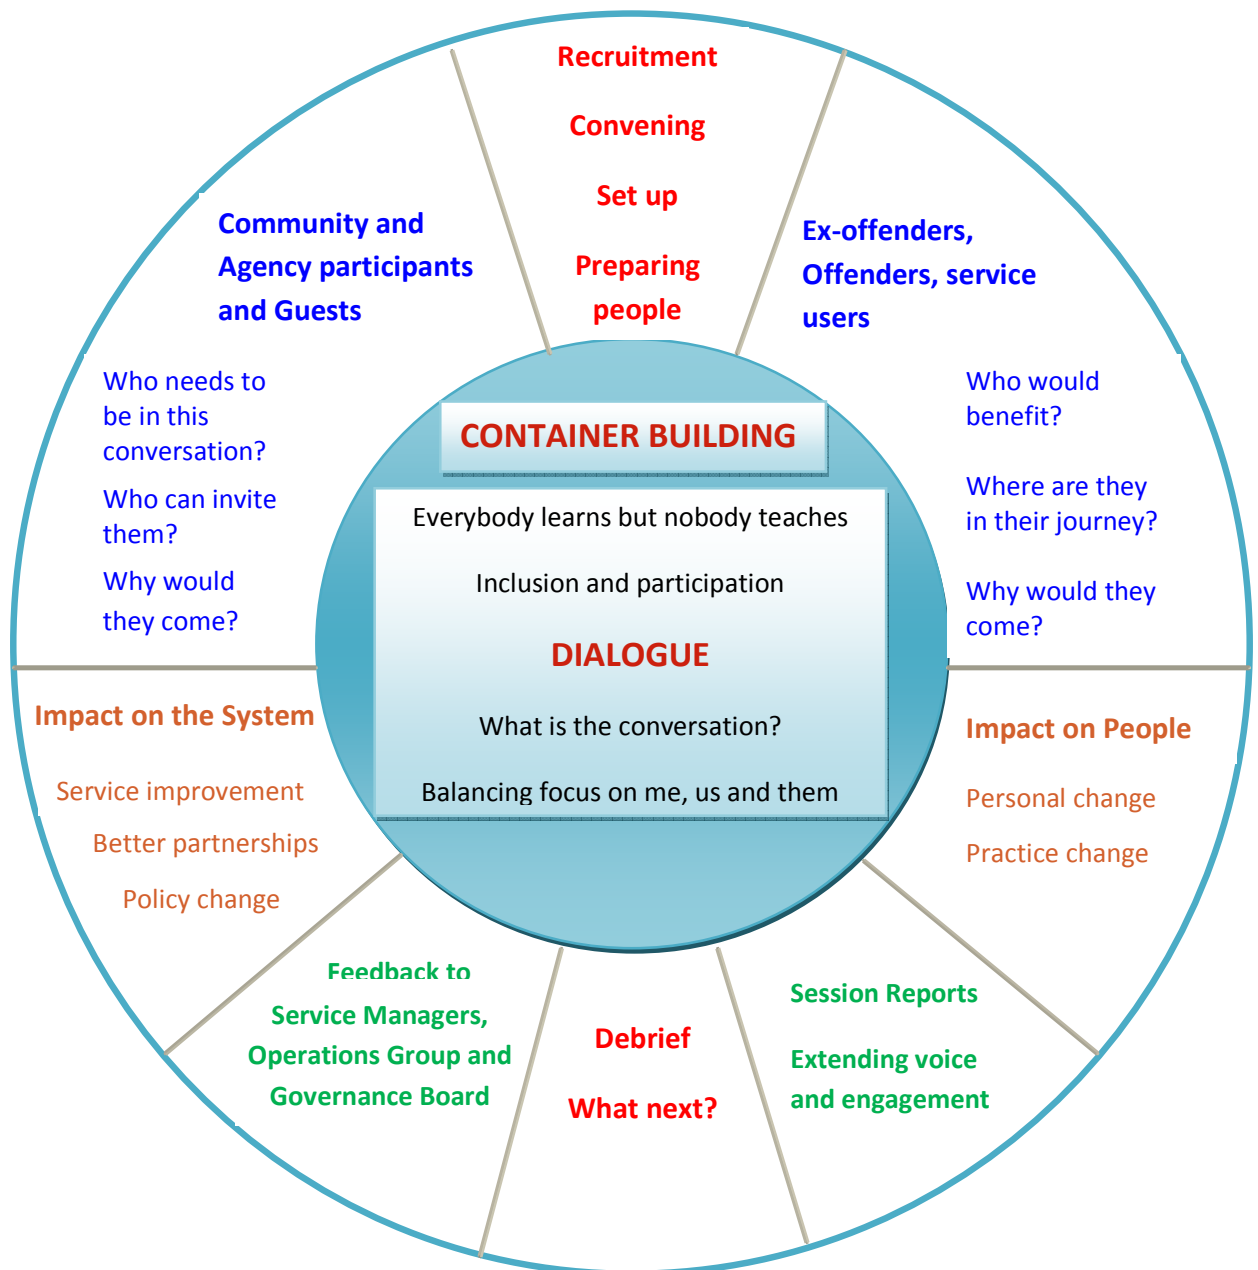 Recruitment
Convening
Set up
Preparing
people
Community and
Agency participants
and Guests
Who needs to
be in this
conversation?
Who can invite
them?
Why would
they come?
Ex-offenders,
Offenders, service
users
Who would
benefit?
Where are they
in their journey?
Why would they
come?
CONTAINER BUILDING
Everybody learns but nobody teaches
Inclusion and participation
DIALOGUE
What is the conversation?
Balancing focus on me, us and them
Impact on the System
Service improvement
Better partnerships
Policy change
Impact on People
Personal change
Practice change
Feedback to
Service Managers,
Operations Group and
Governance Board
Debrief
What next?
Session Reports
Extending voice
and engagement